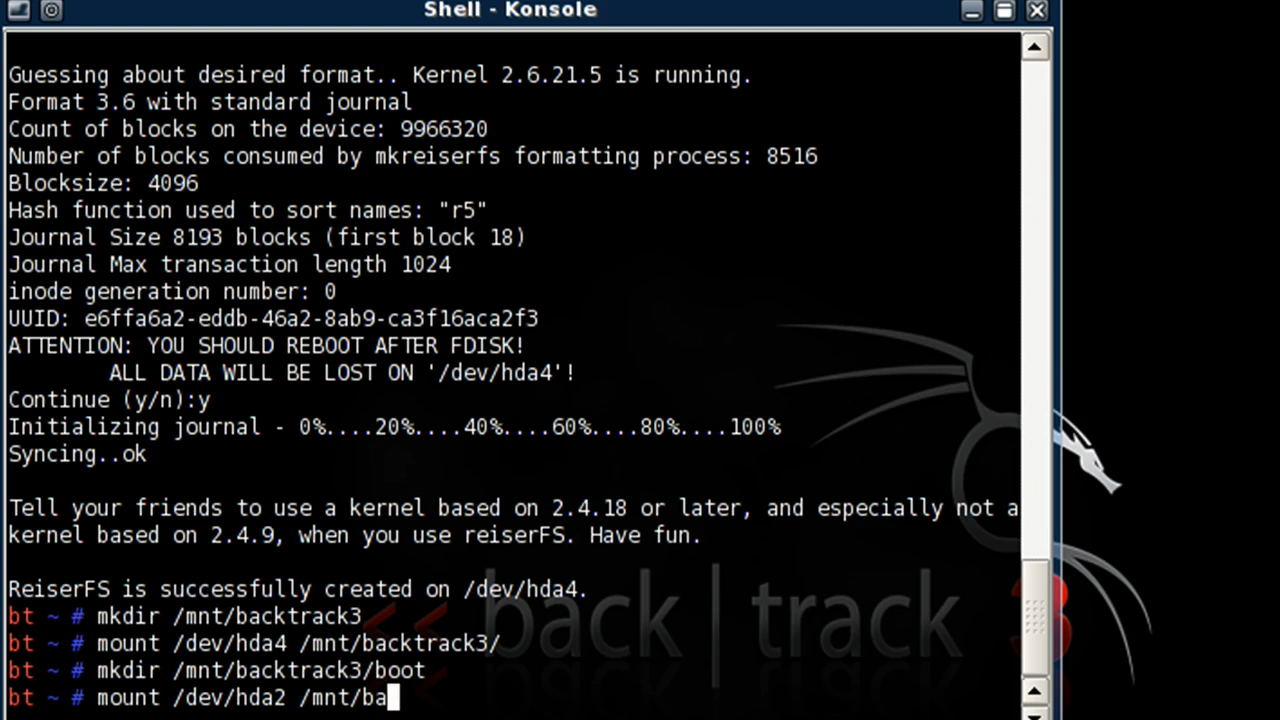 Shell - Konsole
Guessing about desired format.. Kernel 2.6.21.5 is running.
Format 3.6 with standard journal
Count of blocks on the device: 9966320
Number of blocks consumed by mkreiserfs formatting process: 8516
Blocksize: 4096
Hash function used to sort names: "r5"
Journal Size 8193 blocks (first block 18)
Journal Max transaction length 1024
inode generation number: 0
UUID: e6ffa6a2-eddb-46a2-8ab9-ca3f16aca2f3
ATTENTION: YOU SHOULD REBOOT AFTER FDISK!
        ALL DATA WILL BE LOST ON '/dev/hda4'!
Continue (y/n):y
Initializing journal - 0%....20%....40%....60%....80%....100%
Syncing..ok
Tell your friends to use a kernel based on 2.4.18 or later, and especially not a
kernel based on 2.4.9, when you use reiserFS. Have fun.
ReiserFS is successfully created on /dev/hda4.
bt ~ # mkdir /mnt/backtrack3
bt ~ # mount /dev/hda4 /mnt/backtrack3/
bt ~ # mkdir /mnt/backtrack3/boot
bt ~ # mount /dev/hda2 /mnt/ba
<< back | track 3